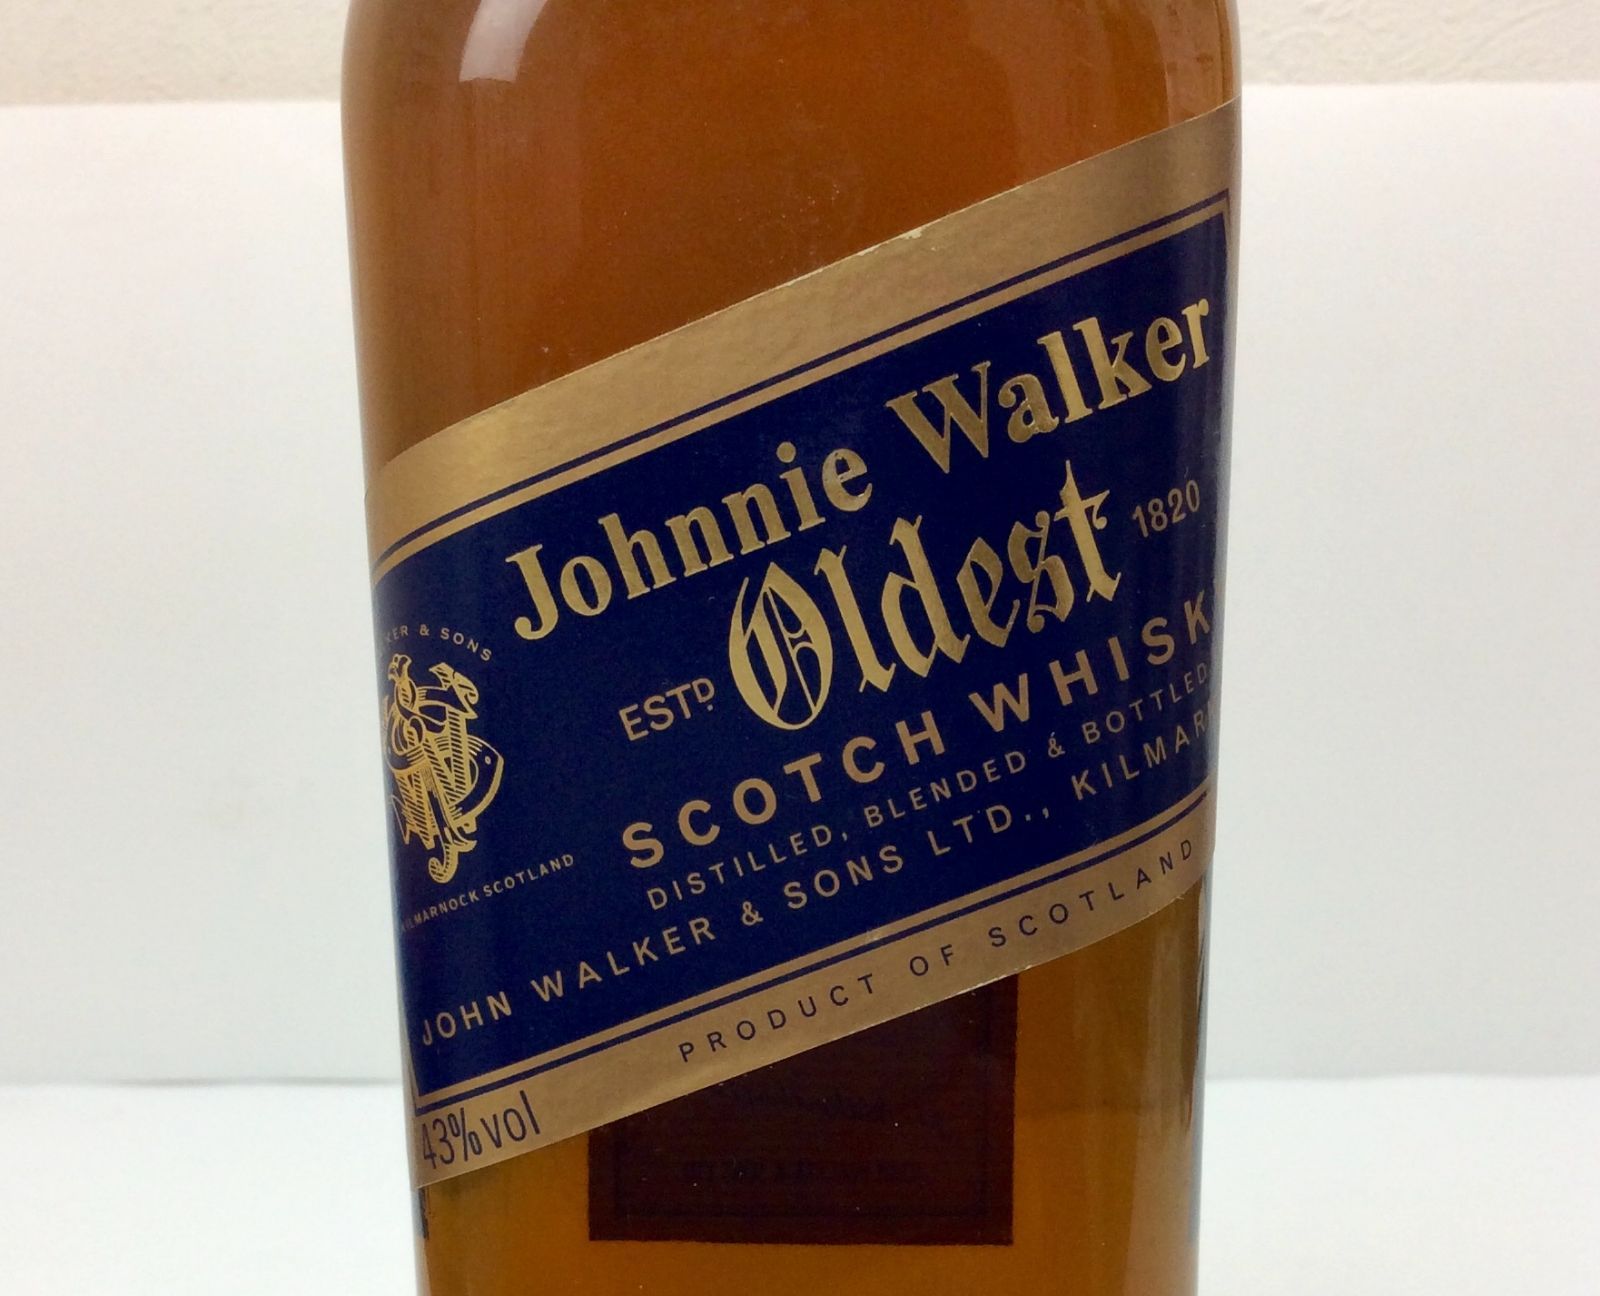 Johnnie Walker
ESTD Oldest 1820
SCOTCH WHISK
DISTILLED, BLENDED & BOTTLED
JOHN WALKER & SONS LTD., KILMAR
PRODUCT OF SCOTLAND
43% vol
KER & SONS
KILMARNOCK SCOTLAND